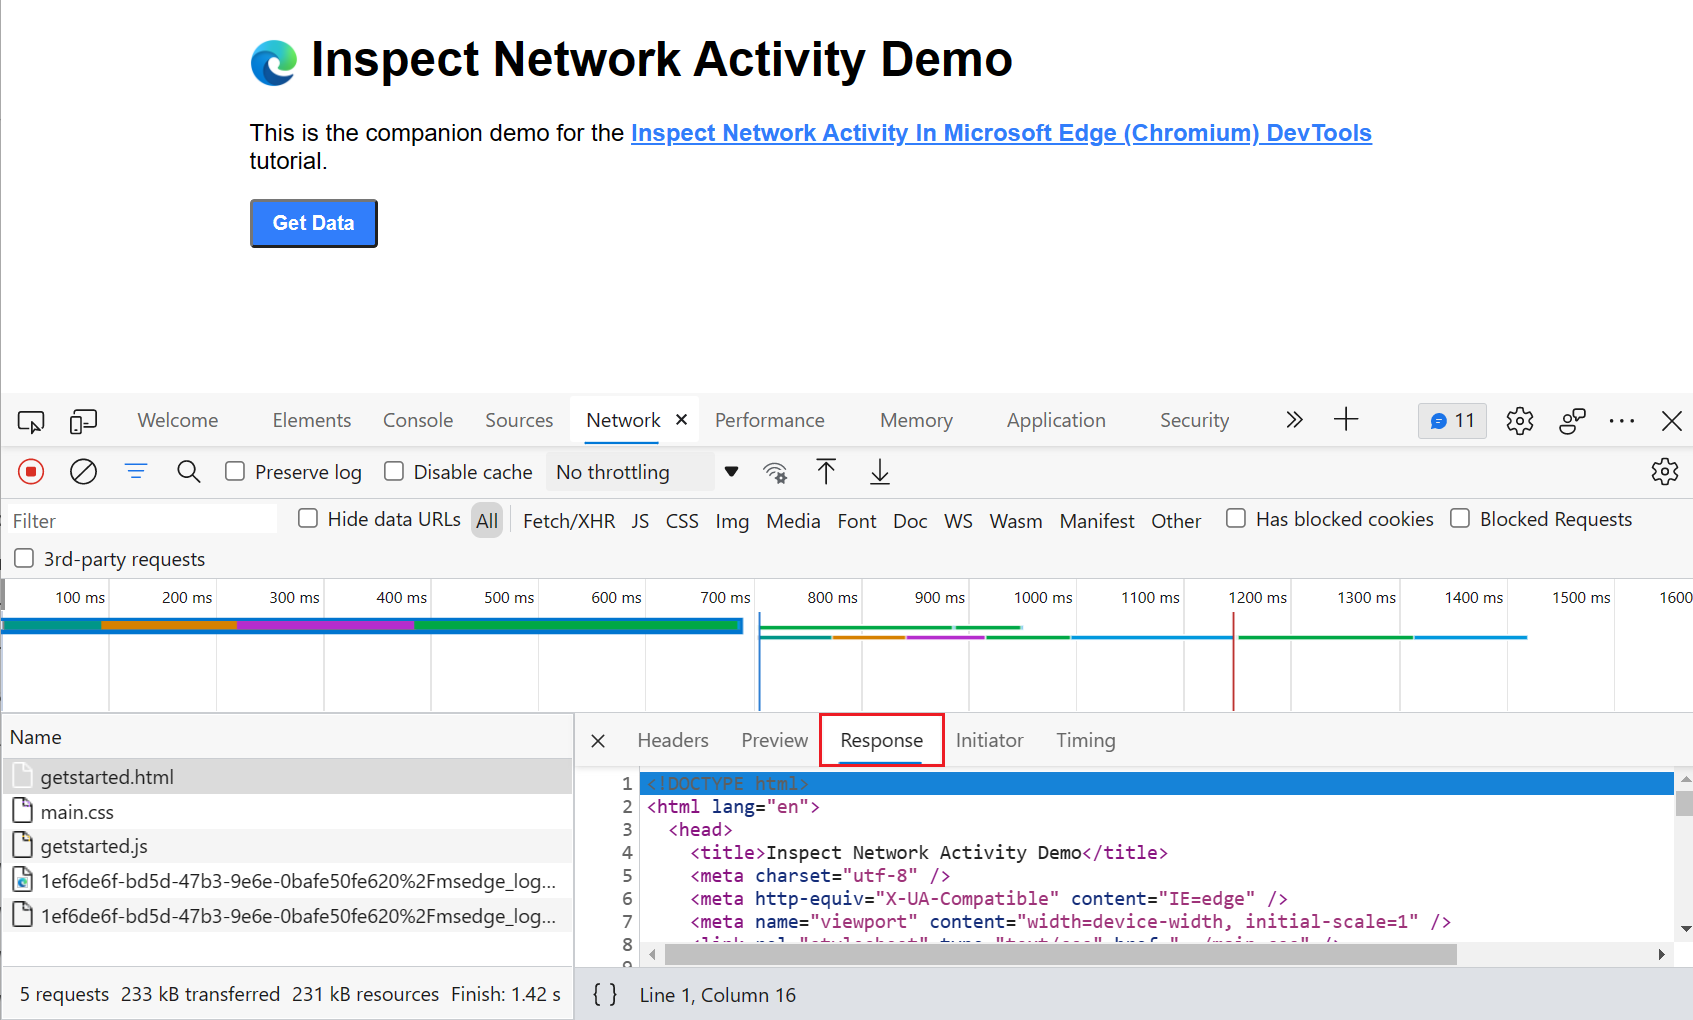 Inspect Network Activity Demo
This is the companion demo for the Inspect Network Activity In Microsoft Edge (Chromium) DevTools
tutorial.
Get Data
Welcome Elements Console Sources Network Performance Memory Application Security 11
Preserve log Disable cache No throttling
Filter Hide data URLs All Fetch/XHR JS CSS Img Media Font Doc WS Wasm Manifest Other Has blocked cookies Blocked Requests
3rd-party requests
100 ms 200 ms 300 ms 400 ms 500 ms 600 ms 700 ms 800 ms 900 ms 1000 ms 1100 ms 1200 ms 1300 ms 1400 ms 1500 ms 1600
Name
getstarted.html
main.css
getstarted.js
1ef6de6f-bd5d-47b3-9e6e-0bafe50fe620%2Fmsedge_log...
1ef6de6f-bd5d-47b3-9e6e-0bafe50fe620%2Fmsedge_log...
5 requests 233 kB transferred 231 kB resources Finish: 1.42 s
Headers Preview Response Initiator Timing
1 <!DOCTYPE html>
2 <html lang="en">
3 <head>
4 <title>Inspect Network Activity Demo</title>
5 <meta charset="utf-8" />
6 <meta http-equiv="X-UA-Compatible" content="IE=edge" />
7 <meta name="viewport" content="width=device-width, initial-scale=1" />
8
9
{ } Line 1, Column 16